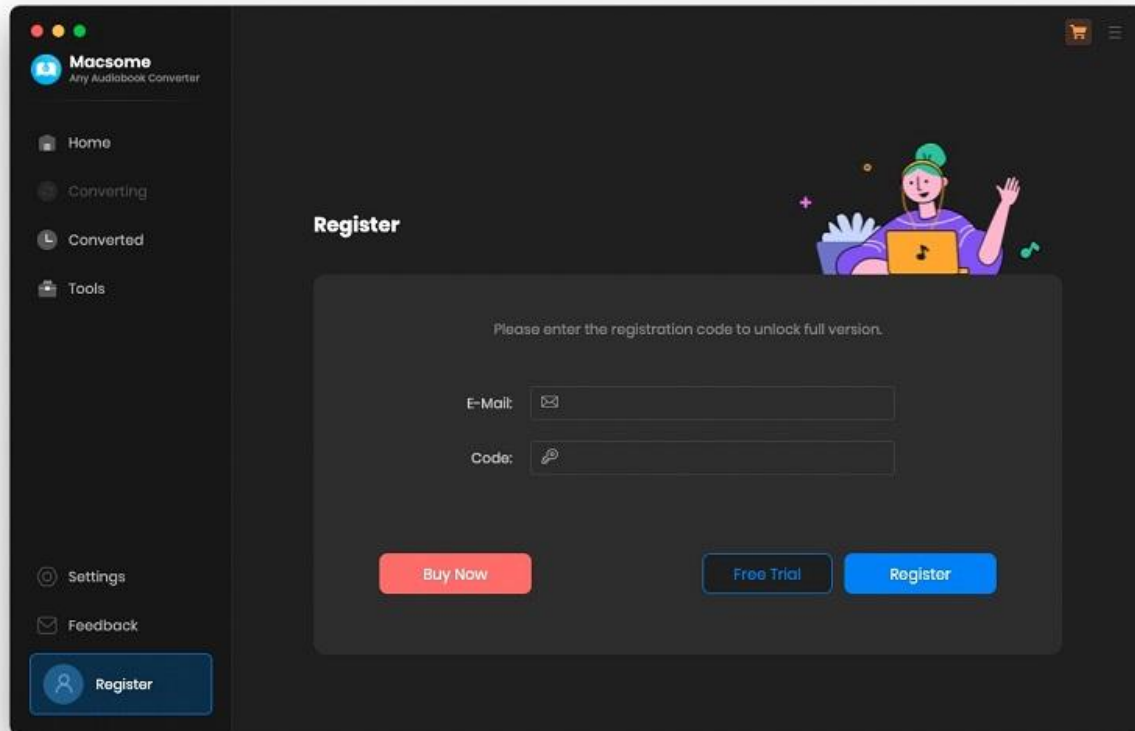 Macsome
Any Audiobook Converter
Home
Converting
Converted
Tools
Settings
Feedback
Register
Register
Please enter the registration code to unlock full version.
E-Mail:
Code:
Buy Now
Free Trial
Register